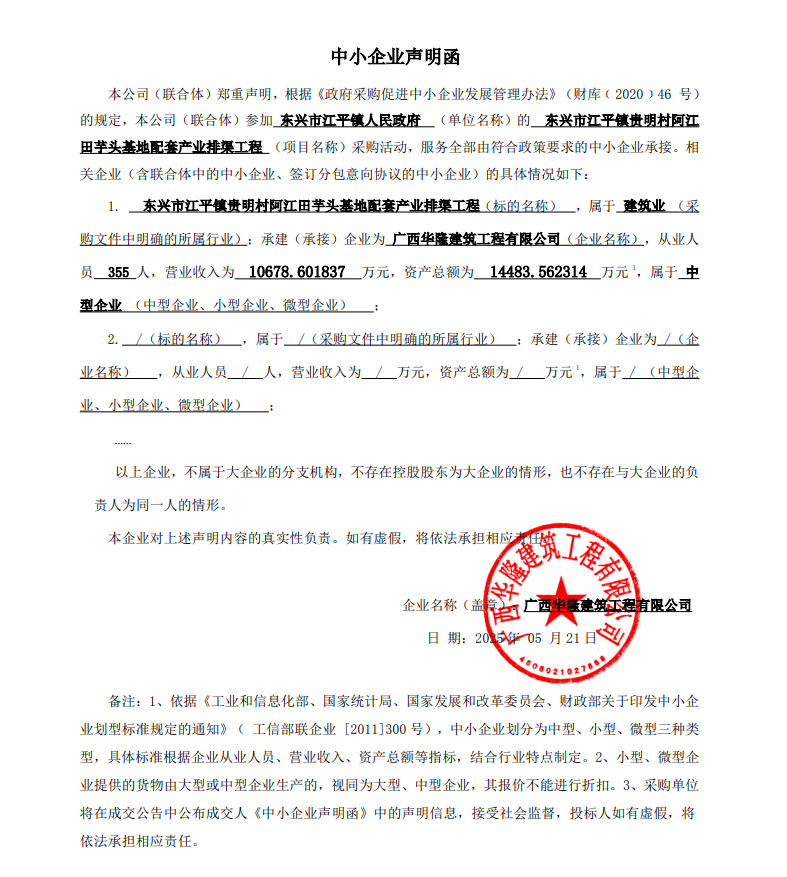 中小企业声明函
本公司（联合体）郑重声明，根据《政府采购促进中小企业发展管理办法》（财库﹝2020﹞46 号）
的规定，本公司（联合体）参加 东兴市江平镇人民政府 （单位名称）的 东兴市江平镇贵明村阿江
田芋头基地配套产业排渠工程 （项目名称）采购活动，服务全部由符合政策要求的中小企业承接。相
关企业（含联合体中的中小企业、签订分包意向协议的中小企业）的具体情况如下：
1. 东兴市江平镇贵明村阿江田芋头基地配套产业排渠工程（标的名称） ，属于 建筑业 （采
购文件中明确的所属行业）；承建（承接）企业为 广西华隆建筑工程有限公司（企业名称），从业人
员 355 人，营业收入为 10678.601837 万元，资产总额为 14483.562314 万元¹，属于 中
型企业 （中型企业、小型企业、微型企业） ；
2. /（标的名称） ，属于 /（采购文件中明确的所属行业） ；承建（承接）企业为 /（企
业名称） ，从业人员 / 人，营业收入为 / 万元，资产总额为 / 万元¹，属于 / （中型企
业、小型企业、微型企业） ；
……
以上企业，不属于大企业的分支机构，不存在控股股东为大企业的情形，也不存在与大企业的负
责人为同一人的情形。
本企业对上述声明内容的真实性负责。如有虚假，将依法承担相应责任。
企业名称（盖章）：广西华隆建筑工程有限公司
日 期：2025 年 05 月 21 日
广西华隆建筑工程有限公司
备注：1、依据《工业和信息化部、国家统计局、国家发展和改革委员会、财政部关于印发中小企
业划型标准规定的通知》（ 工信部联企业 [2011]300 号），中小企业划分为中型、小型、微型三种类
型，具体标准根据企业从业人员、营业收入、资产总额等指标，结合行业特点制定。2、小型、微型企
业提供的货物由大型或中型企业生产的，视同为大型、中型企业，其报价不能进行折扣。3、采购单位
将在成交公告中公布成交人《中小企业声明函》中的声明信息，接受社会监督，投标人如有虚假，将
依法承担相应责任。